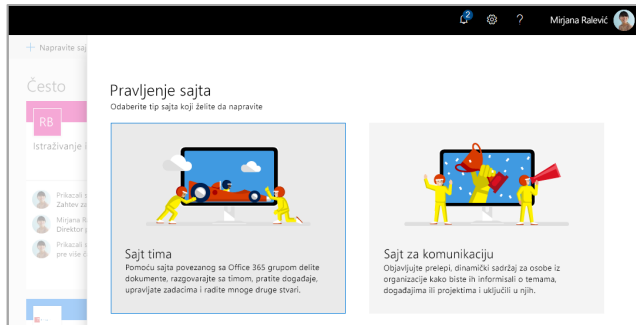 2
?
Mirjana Ralević
+ Napravite saj
Često
RB
Istraživanje i
Prikazali s
Zahtev za
Mirjana R
Direktor
Prikazali s
pre više č
Pravljenje sajta
Odaberite tip sajta koji želite da napravite
Sajt tima
Pomoću sajta povezanog sa Office 365 grupom delite
dokumente, razgovarajte sa timom, pratite događaje,
upravljate zadacima i radite mnoge druge stvari.
Sajt za komunikaciju
Objavljujte prelepi, dinamički sadržaj za osobe iz
organizacije kako biste ih informisali o temama,
događajima ili projektima i uključili u njih.